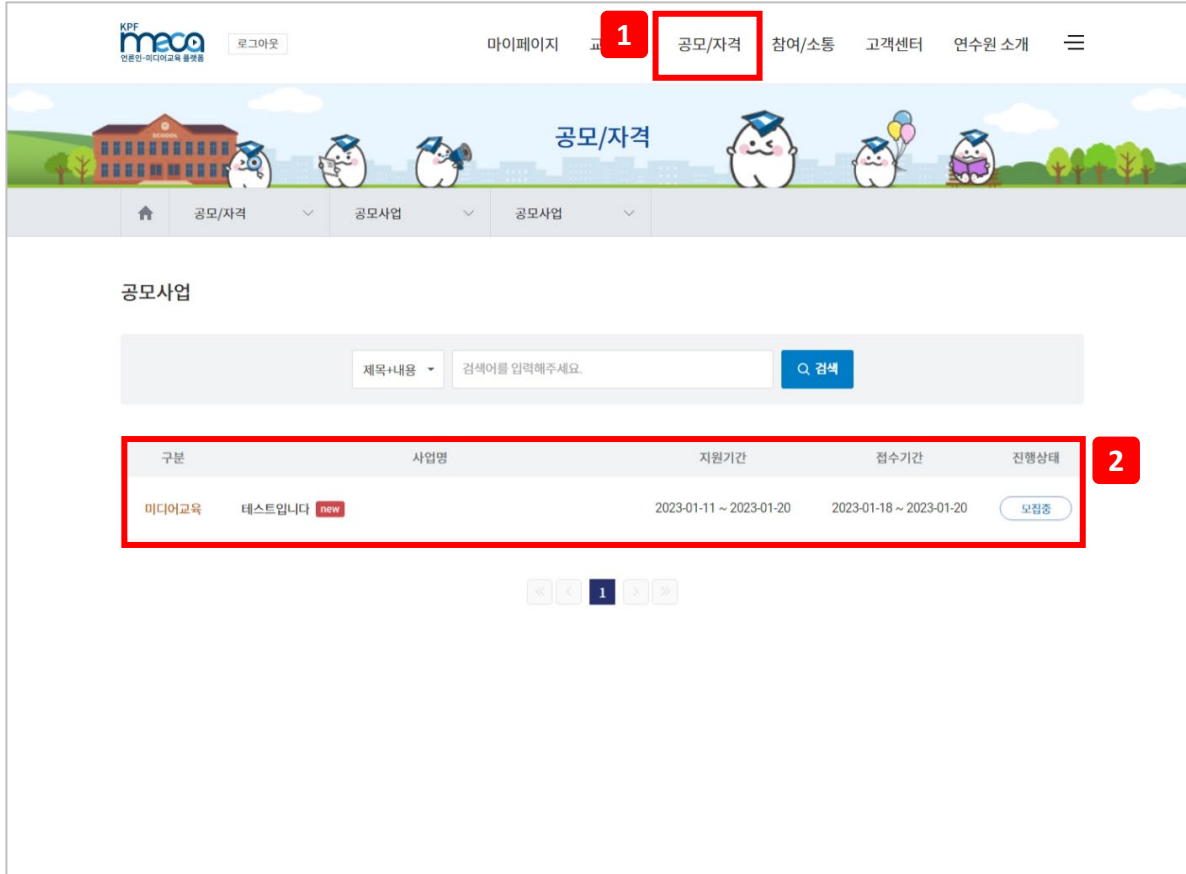 KPF
meca
언론인·미디어교육 플랫폼
로그아웃
마이페이지
교
1
공모/자격
참여/소통
고객센터
연수원 소개
SCHOOL
공모/자격
공모/자격
공모사업
공모사업
공모사업
제목+내용
검색어를 입력해주세요.
검색
구분 사업명 지원기간 접수기간 진행상태
2
미디어교육 테스트입니다 new 2023-01-11 ~ 2023-01-20 2023-01-18 ~ 2023-01-20 모집중
« < 1 > »